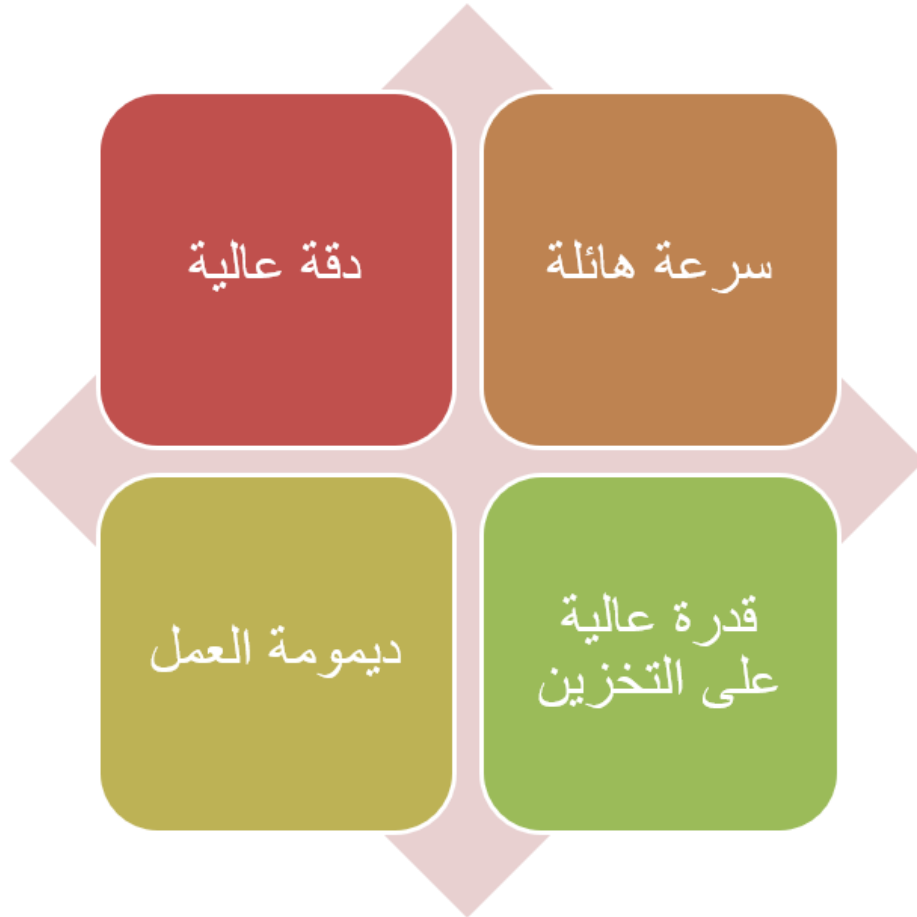 سرعة هائلة
دقة عالية
قدرة عالية
على التخزين
ديمومة العمل